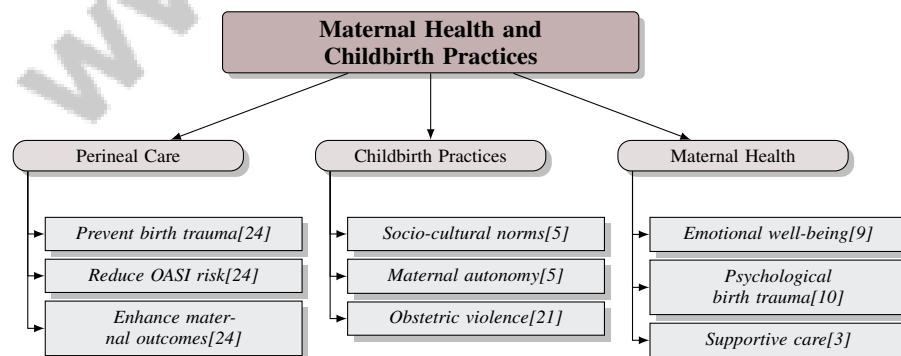 Maternal Health and
Childbirth Practices
Perineal Care
Childbirth Practices
Maternal Health
Prevent birth trauma[24]
Reduce OASI risk[24]
Enhance mater-
nal outcomes[24]
Socio-cultural norms[5]
Maternal autonomy[5]
Obstetric violence[21]
Emotional well-being[9]
Psychological
birth trauma[10]
Supportive care[3]